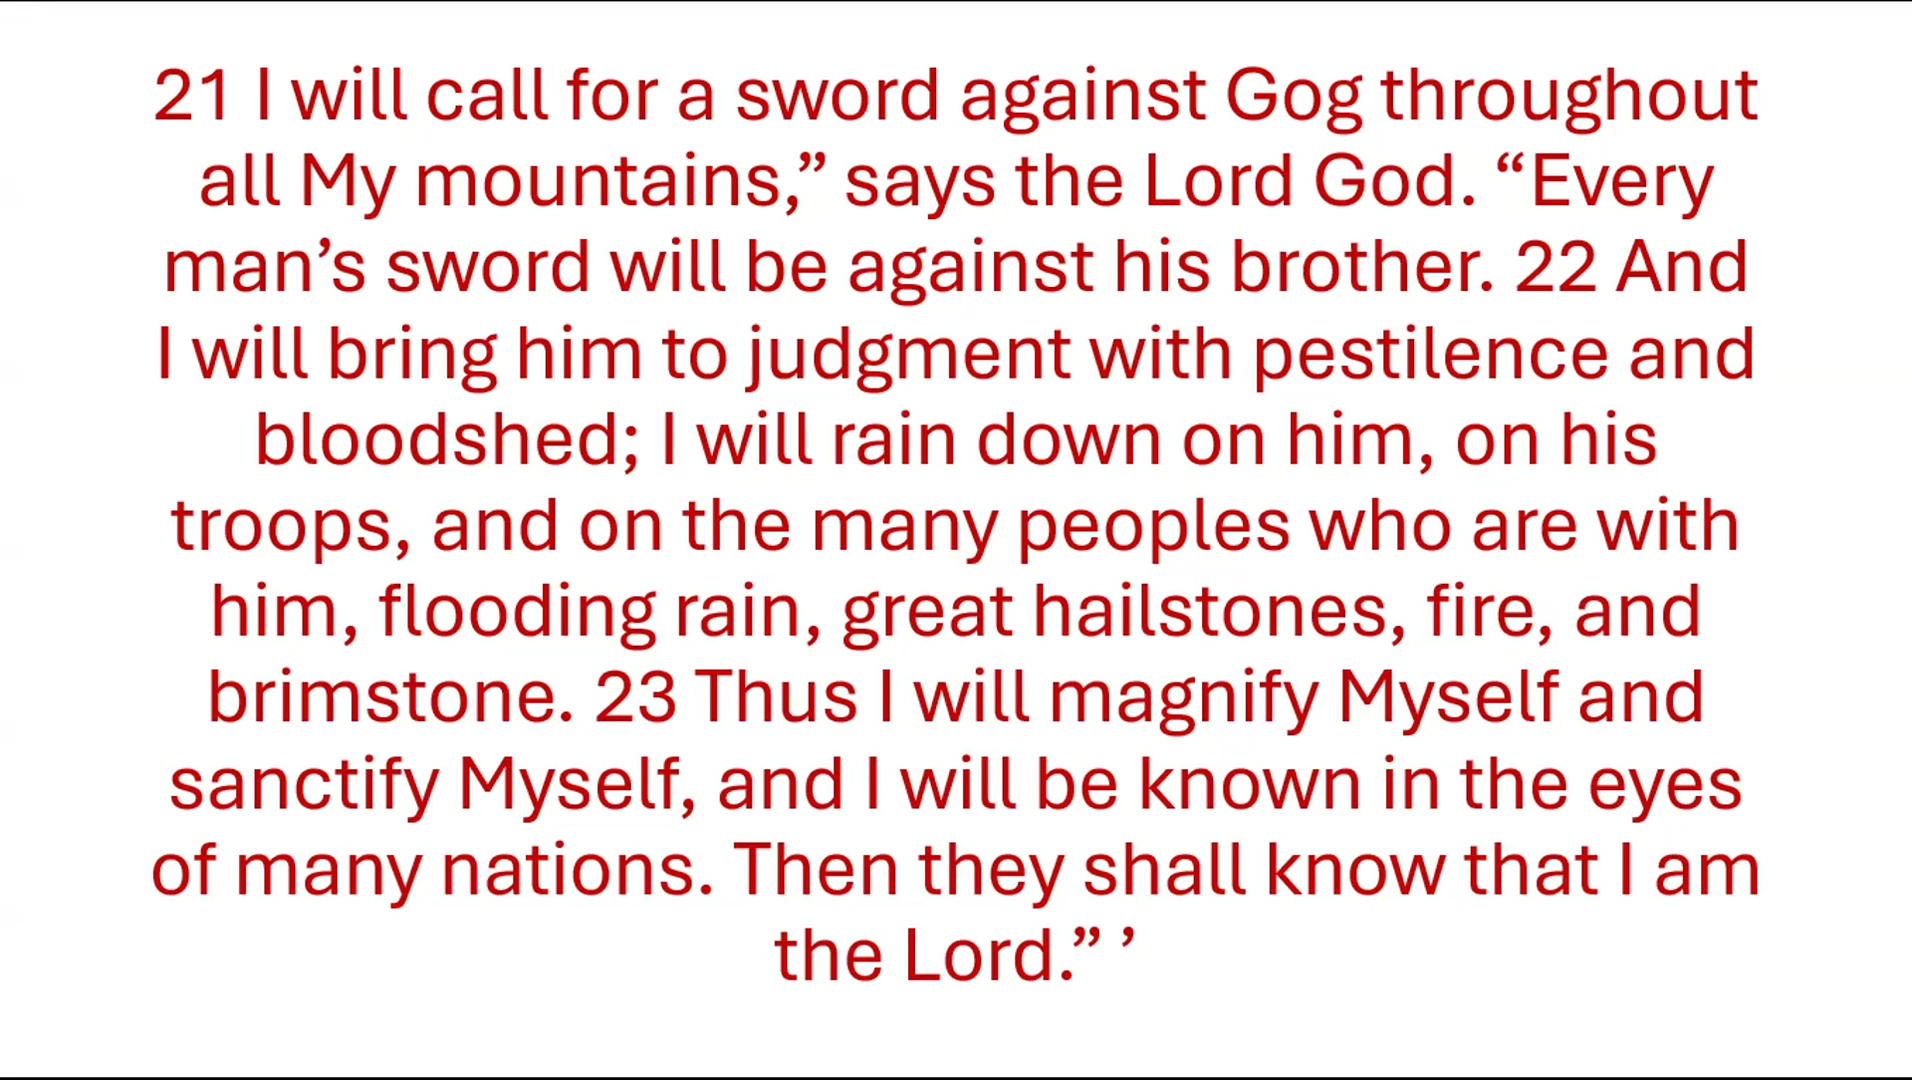 21 I will call for a sword against Gog throughout
all My mountains,” says the Lord God. “Every
man’s sword will be against his brother. 22 And
I will bring him to judgment with pestilence and
bloodshed; I will rain down on him, on his
troops, and on the many peoples who are with
him, flooding rain, great hailstones, fire, and
brimstone. 23 Thus I will magnify Myself and
sanctify Myself, and I will be known in the eyes
of many nations. Then they shall know that I am
the Lord.” ’